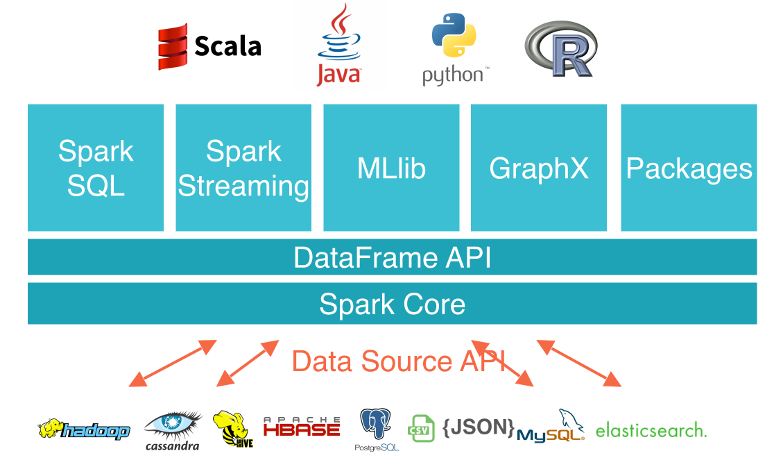 Scala
Java
python™
R
Spark
SQL
Spark
Streaming
MLlib
GraphX
Packages
DataFrame API
Spark Core
Data Source API
hadoop
cassandra
HIVE
APACHE
HBASE
PostgreSQL
CSV
{JSON}
MySQL®
elasticsearch.